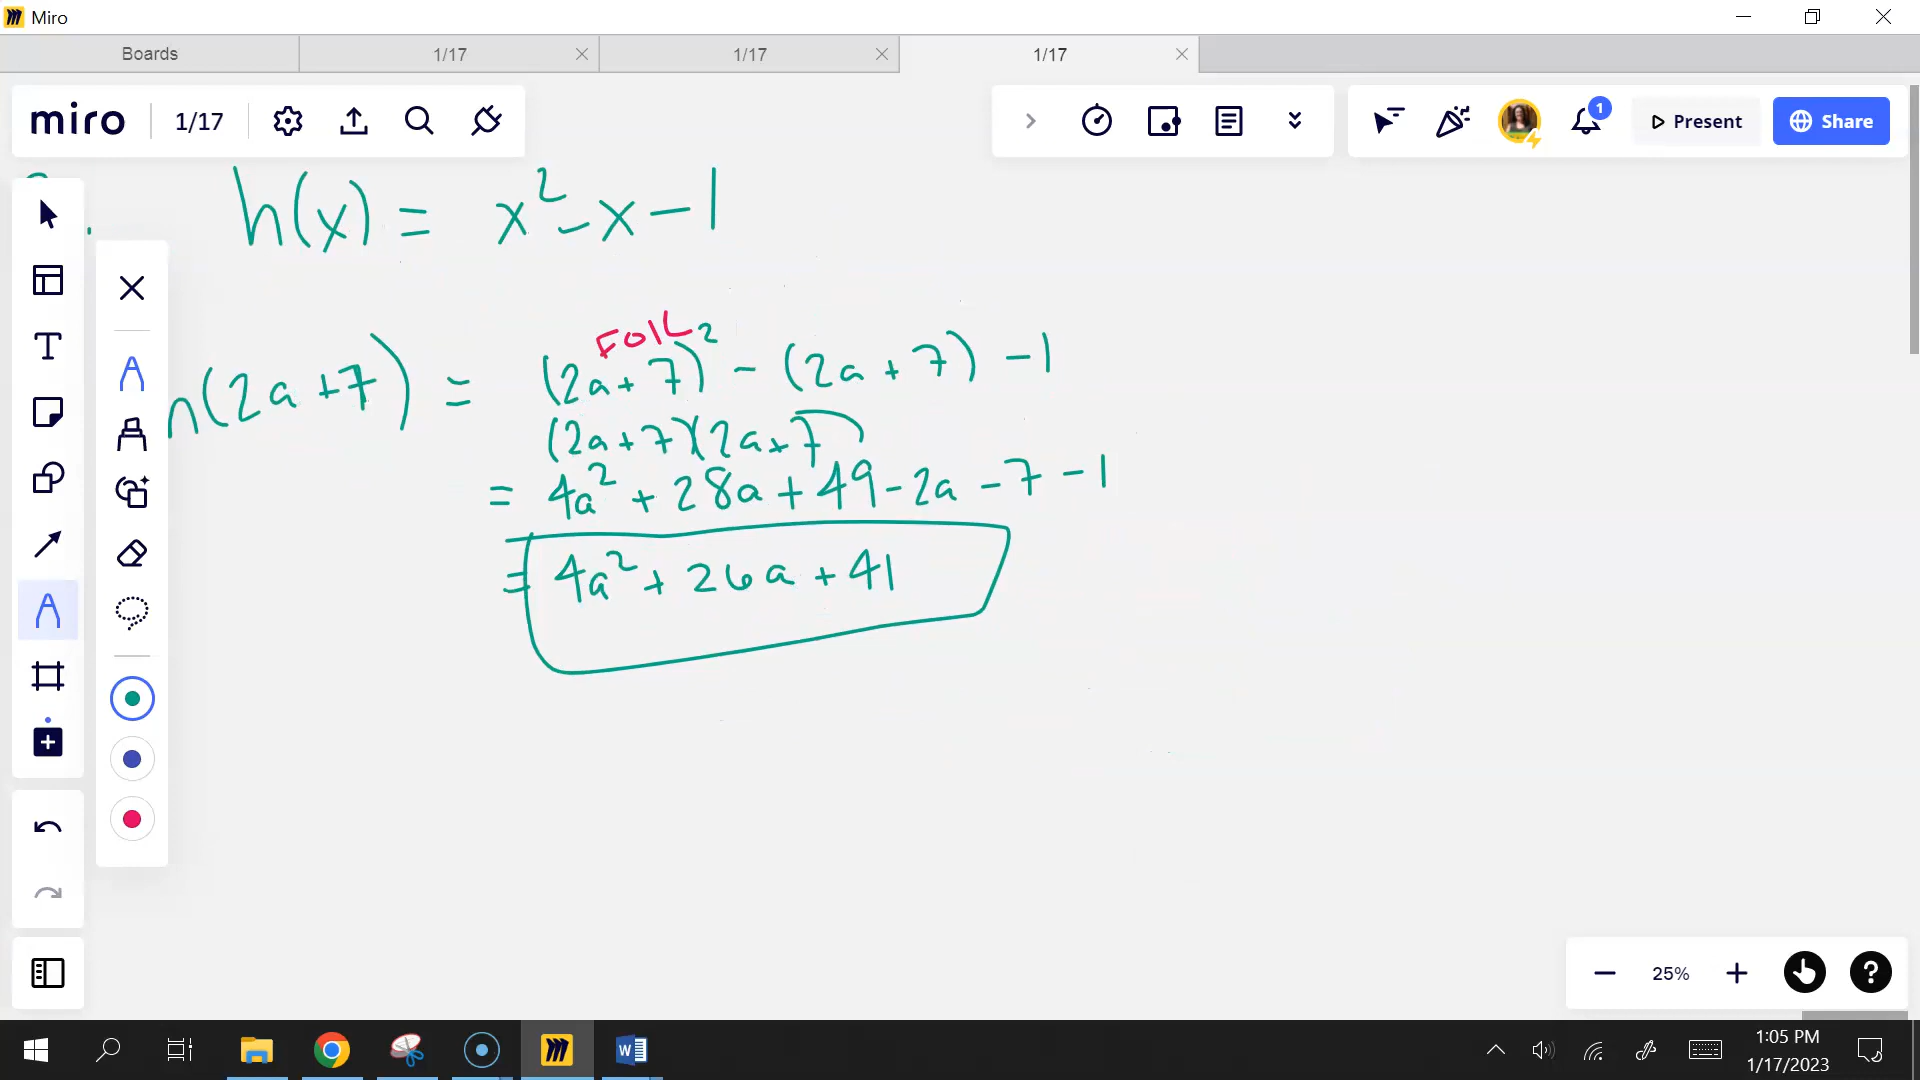 Miro
Boards 1/17 1/17 1/17
miro 1/17 1 Present Share
h(x) = x² - x - 1
FOIL
h(2a + 7) = (2a + 7)² - (2a + 7) - 1
(2a + 7)(2a + 7)
= 4a² + 28a + 49 - 2a - 7 - 1
= 4a² + 26a + 41
25%
1:05 PM
1/17/2023